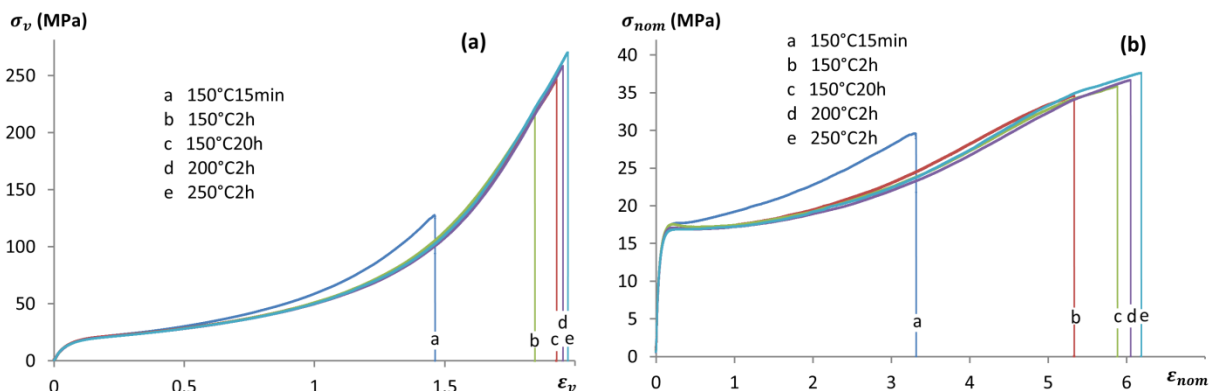 σv (MPa)
(a)
250
200
150
100
50
0
a 150°C15min
b 150°C2h
c 150°C20h
d 200°C2h
e 250°C2h
a
b
c
d
e
0
0.5
1
1.5
εv
σnom (MPa)
(b)
40
35
30
25
20
15
10
5
0
a 150°C15min
b 150°C2h
c 150°C20h
d 200°C2h
e 250°C2h
a
b
c
d
e
0
1
2
3
4
5
6
εnom